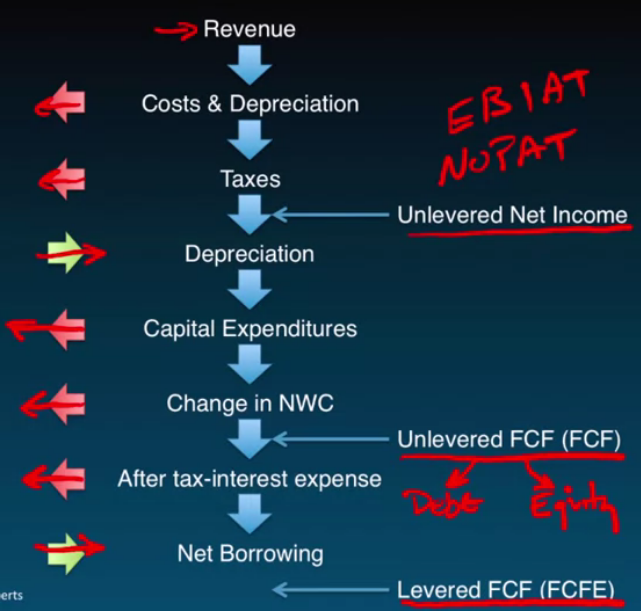 Revenue
Costs & Depreciation
EBIAT
NOPAT
Taxes
Unlevered Net Income
Depreciation
Capital Expenditures
Change in NWC
Unlevered FCF (FCF)
After tax-interest expense
Debt Equity
Net Borrowing
Levered FCF (FCFE)
erts